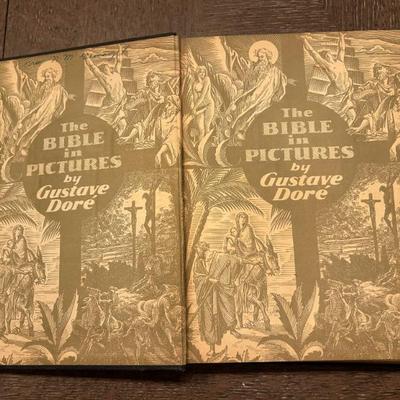 The
BIBLE
in
PICTURES
by
Gustave
Doré
The
BIBLE
in
PICTURES
by
Gustave
Doré